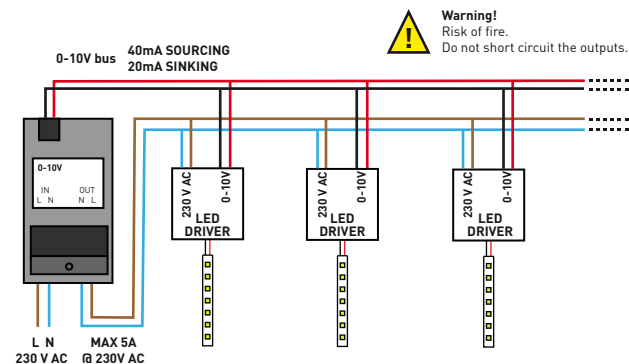 Warning!
Risk of fire.
Do not short circuit the outputs.
0-10V bus
40mA SOURCING
20mA SINKING
0-10V
IN OUT
L N N L
230 V AC
0-10V
LED
DRIVER
230 V AC
0-10V
LED
DRIVER
230 V AC
0-10V
LED
DRIVER
L N
230 V AC
MAX 5A
@ 230V AC